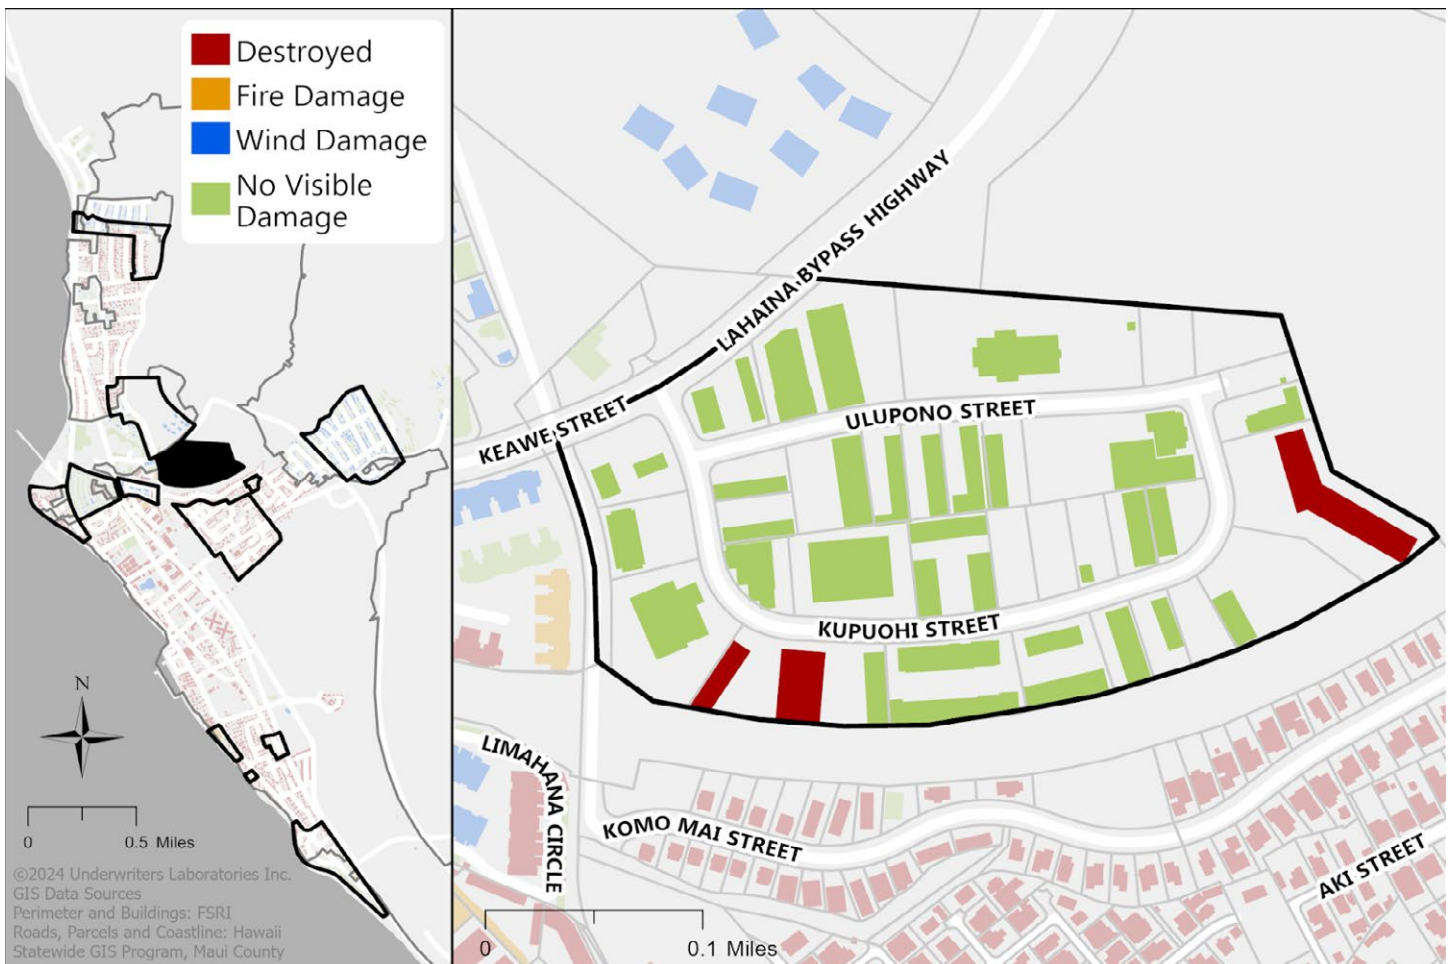 Destroyed
Fire Damage
Wind Damage
No Visible
Damage
LAHAINA BYPASS HIGHWAY
KEAWE STREET
ULUPONO STREET
KUPUOHI STREET
LIMAHANA CIRCLE
KOMO MAI STREET
AKI STREET
N
0 0.5 Miles
0 0.1 Miles
©2024 Underwriters Laboratories Inc.
GIS Data Sources
Perimeter and Buildings: FSRI
Roads, Parcels and Coastline: Hawaii
Statewide GIS Program, Maui County